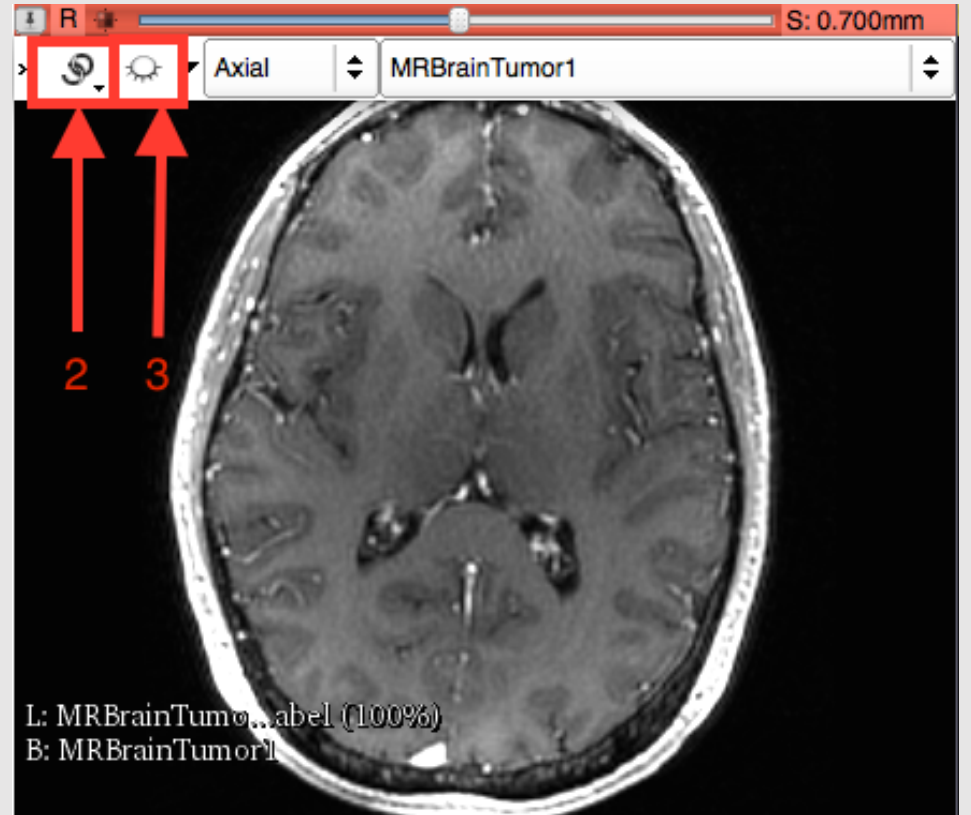 R S: 0.700mm
Axial MRBrainTumor1
2 3
L: MRBrainTumo...abel (100%)
B: MRBrainTumor1